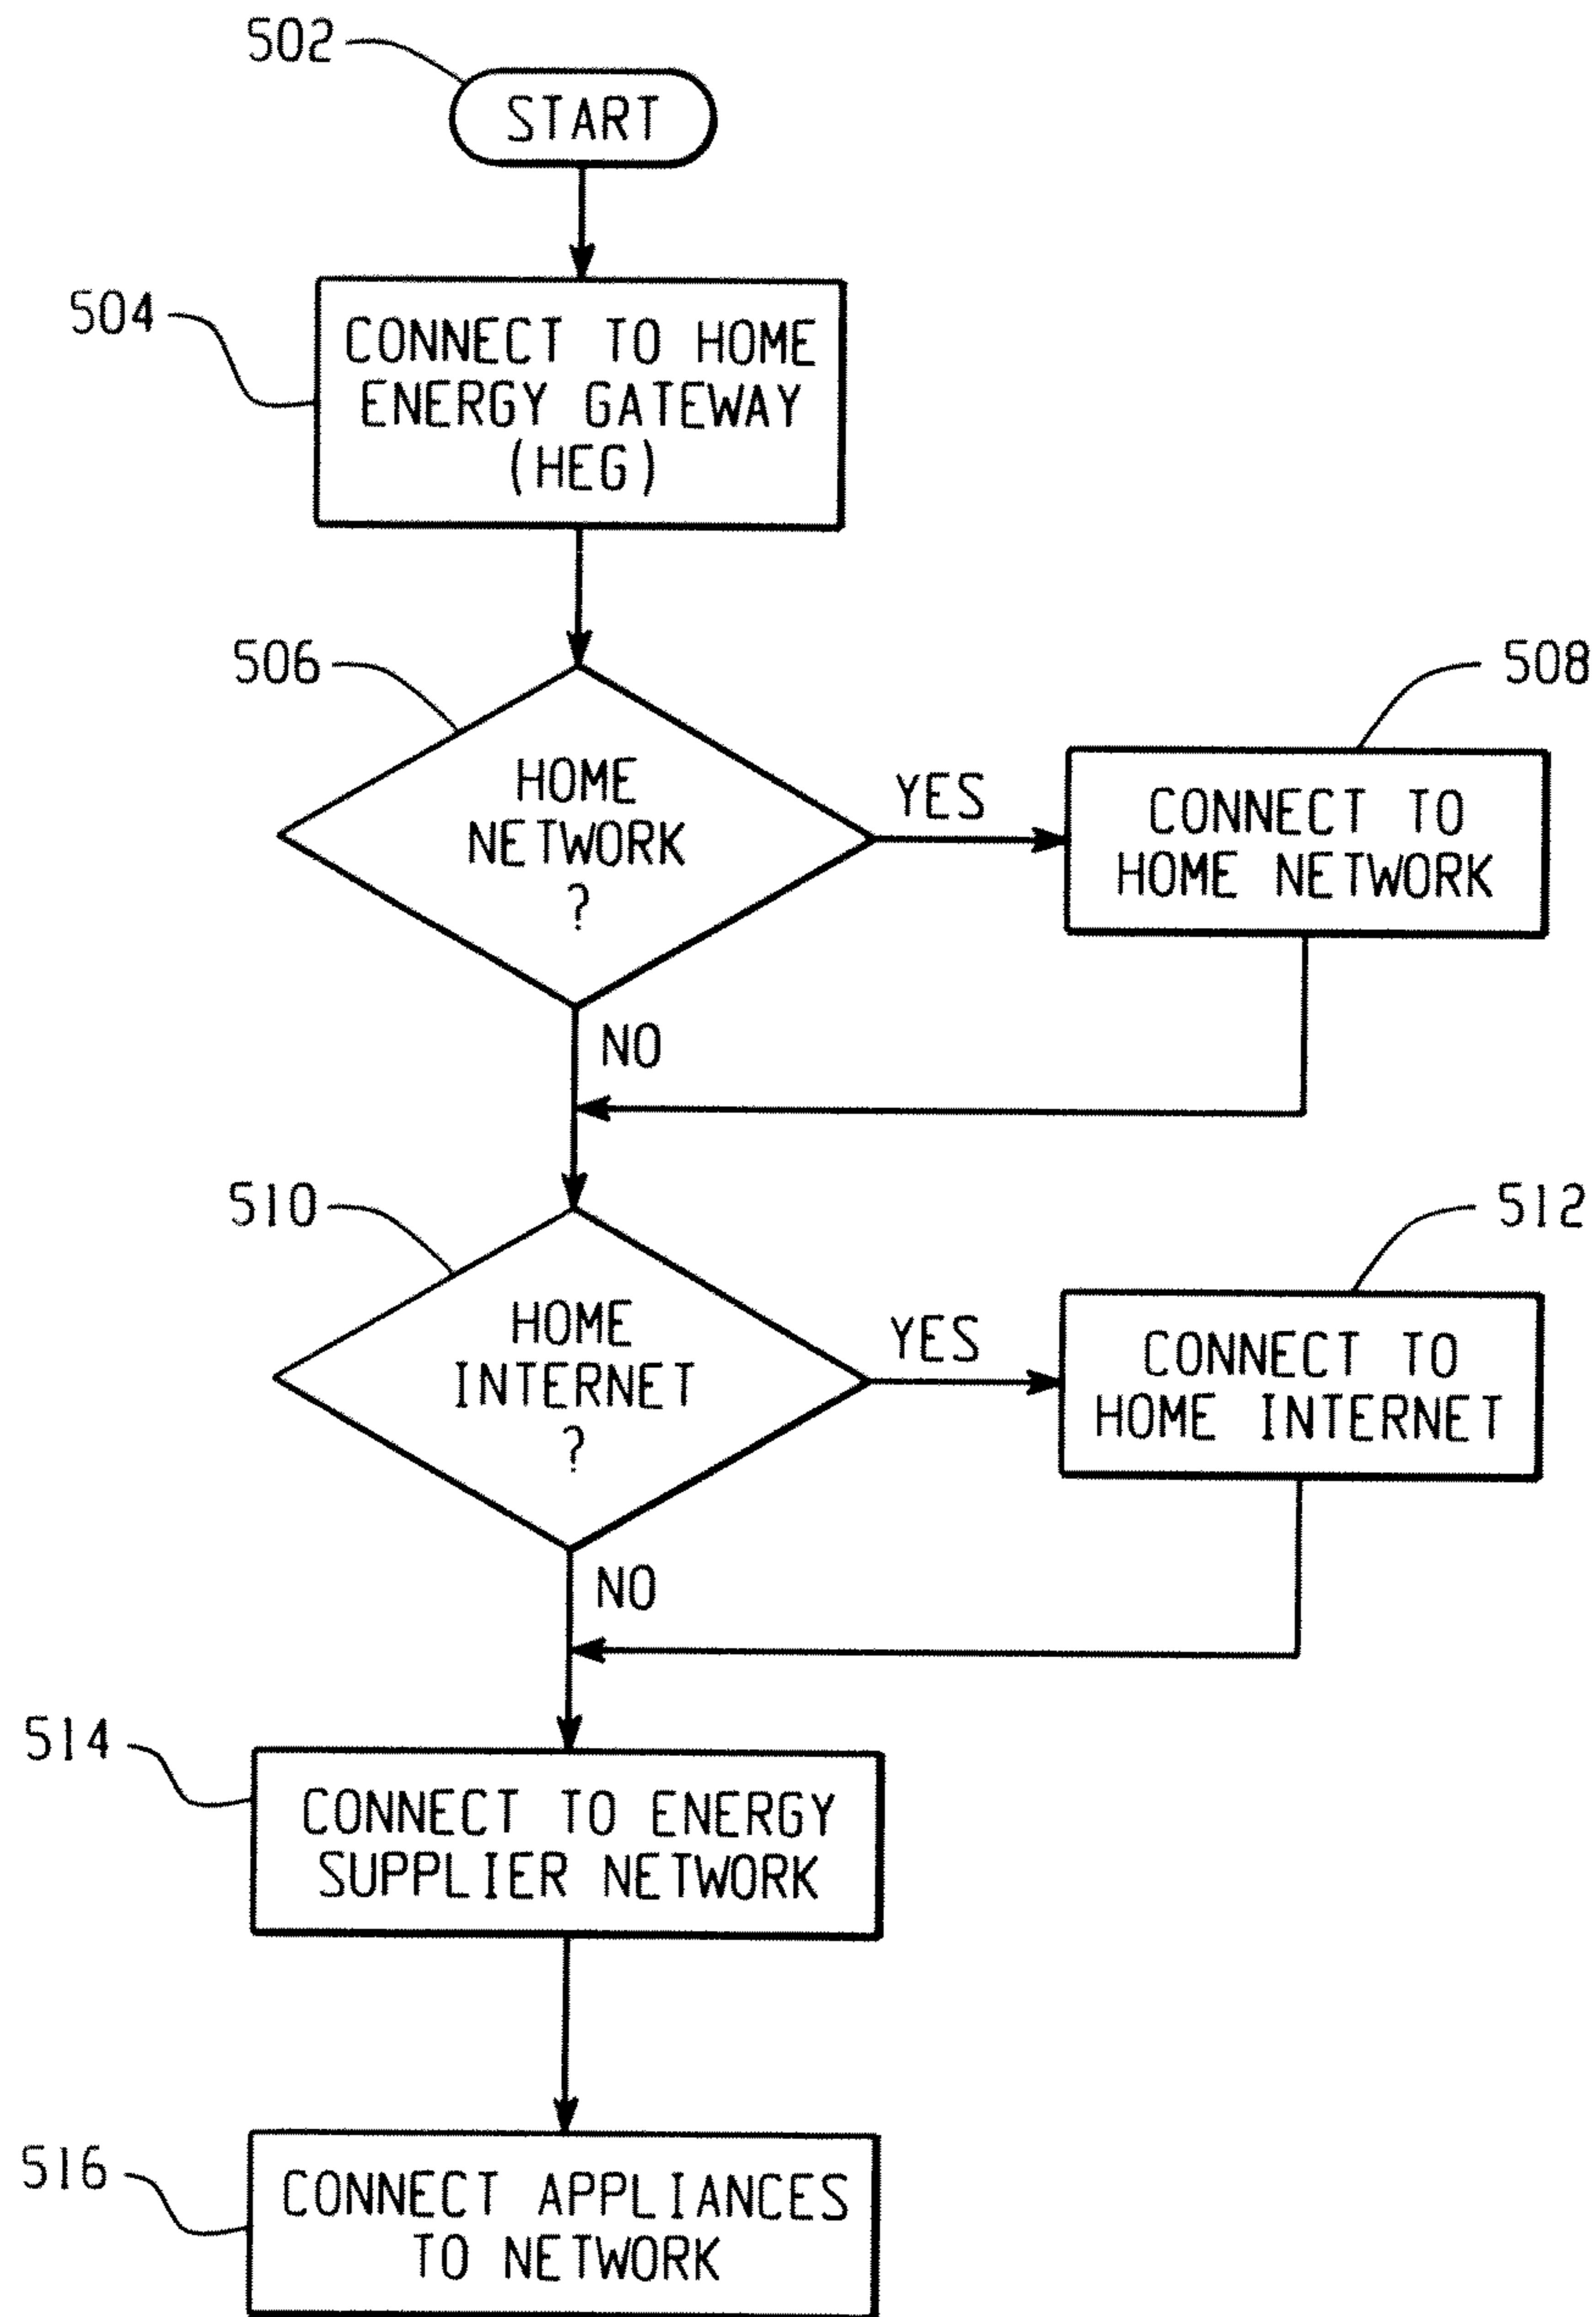 502
START
504
CONNECT TO HOME
ENERGY GATEWAY
(HEG)
506
HOME
NETWORK
?
YES
508
CONNECT TO
HOME NETWORK
NO
510
HOME
INTERNET
?
YES
512
CONNECT TO
HOME INTERNET
NO
514
CONNECT TO ENERGY
SUPPLIER NETWORK
516
CONNECT APPLIANCES
TO NETWORK